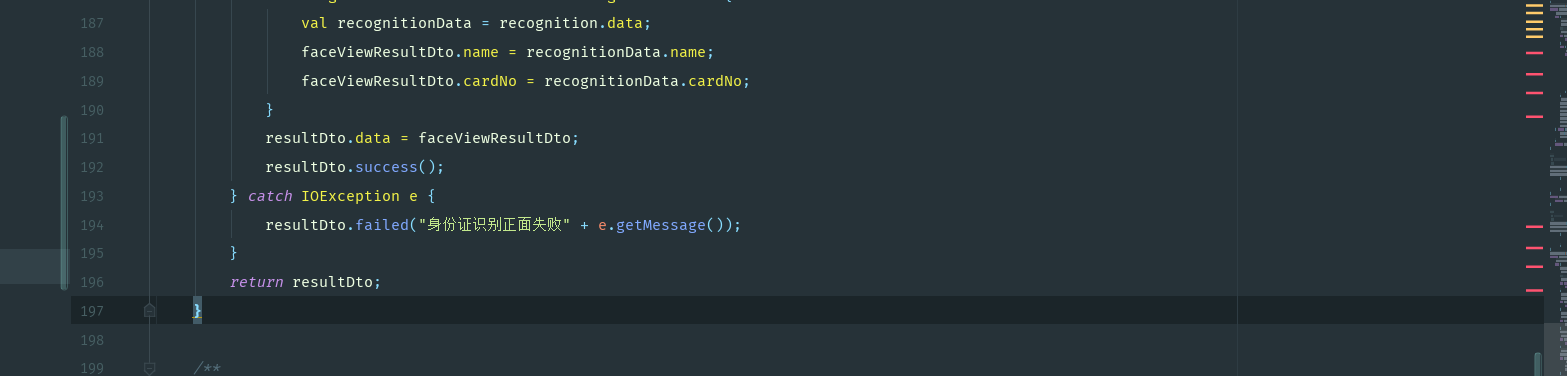 187 val recognitionData = recognition.data;
188 faceViewResultDto.name = recognitionData.name;
189 faceViewResultDto.cardNo = recognitionData.cardNo;
190 }
191 resultDto.data = faceViewResultDto;
192 resultDto.success();
193 } catch IOException e {
194 resultDto.failed("身份证识别正面失败" + e.getMessage());
195 }
196 return resultDto;
197 }
198
199 /**